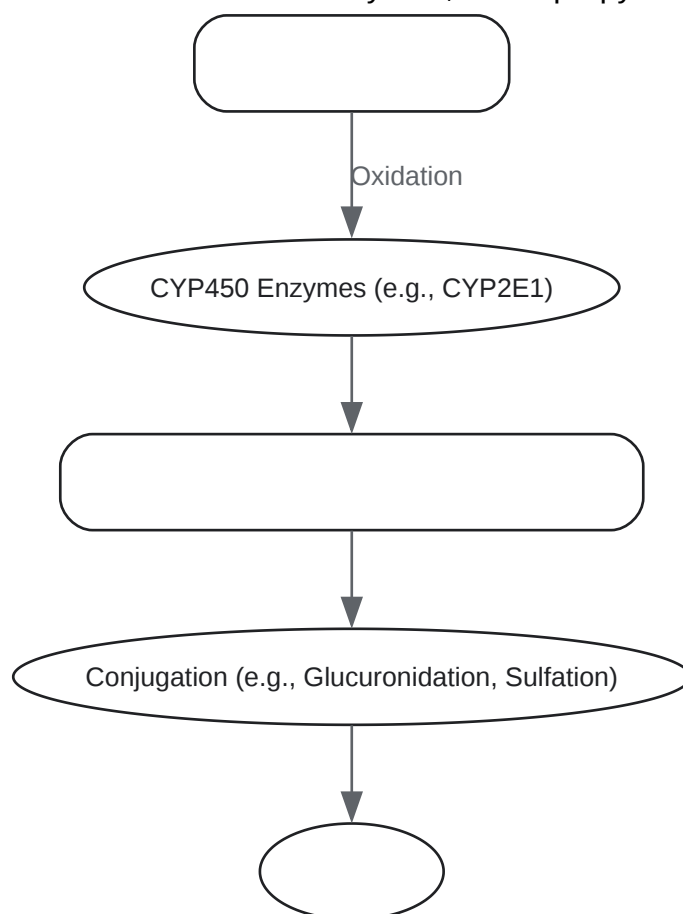 Oxidation
CYP450 Enzymes (e.g., CYP2E1)
Conjugation (e.g., Glucuronidation, Sulfation)